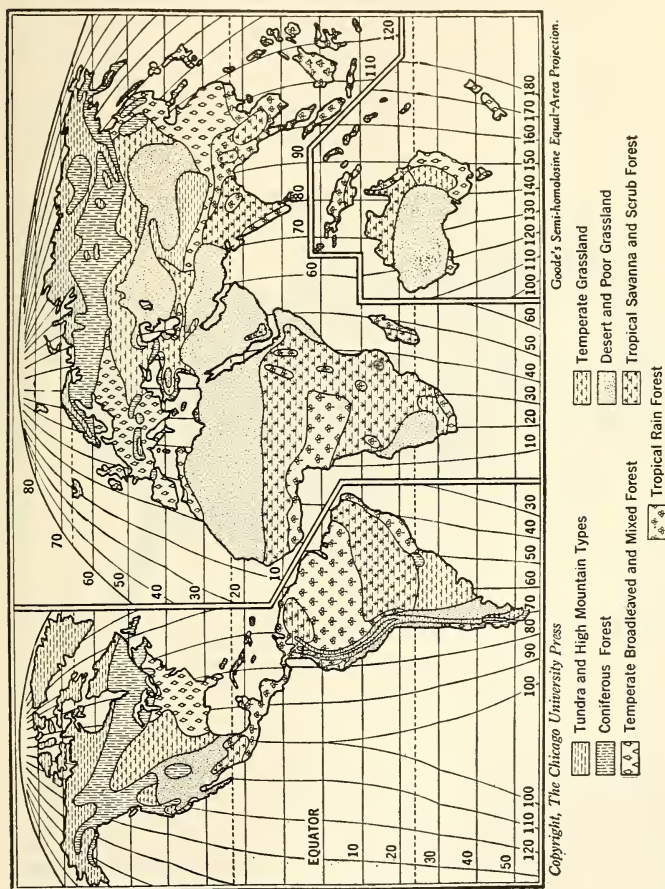 80
70
60
50
40
30
20
10
60 70 80 90 110 120
EQUATOR
10
20
30
40
50
120 110 100
100 90 80 70 60 50 40 30
10 20 30 40 50 60
100 110 120 130 140 150 160 170 180
Copyright, The Chicago University Press
Goode's Semi-homolosine Equal-Area Projection.
Tundra and High Mountain Types
Coniferous Forest
Temperate Broadleaved and Mixed Forest
Temperate Grassland
Desert and Poor Grassland
Tropical Savanna and Scrub Forest
Tropical Rain Forest